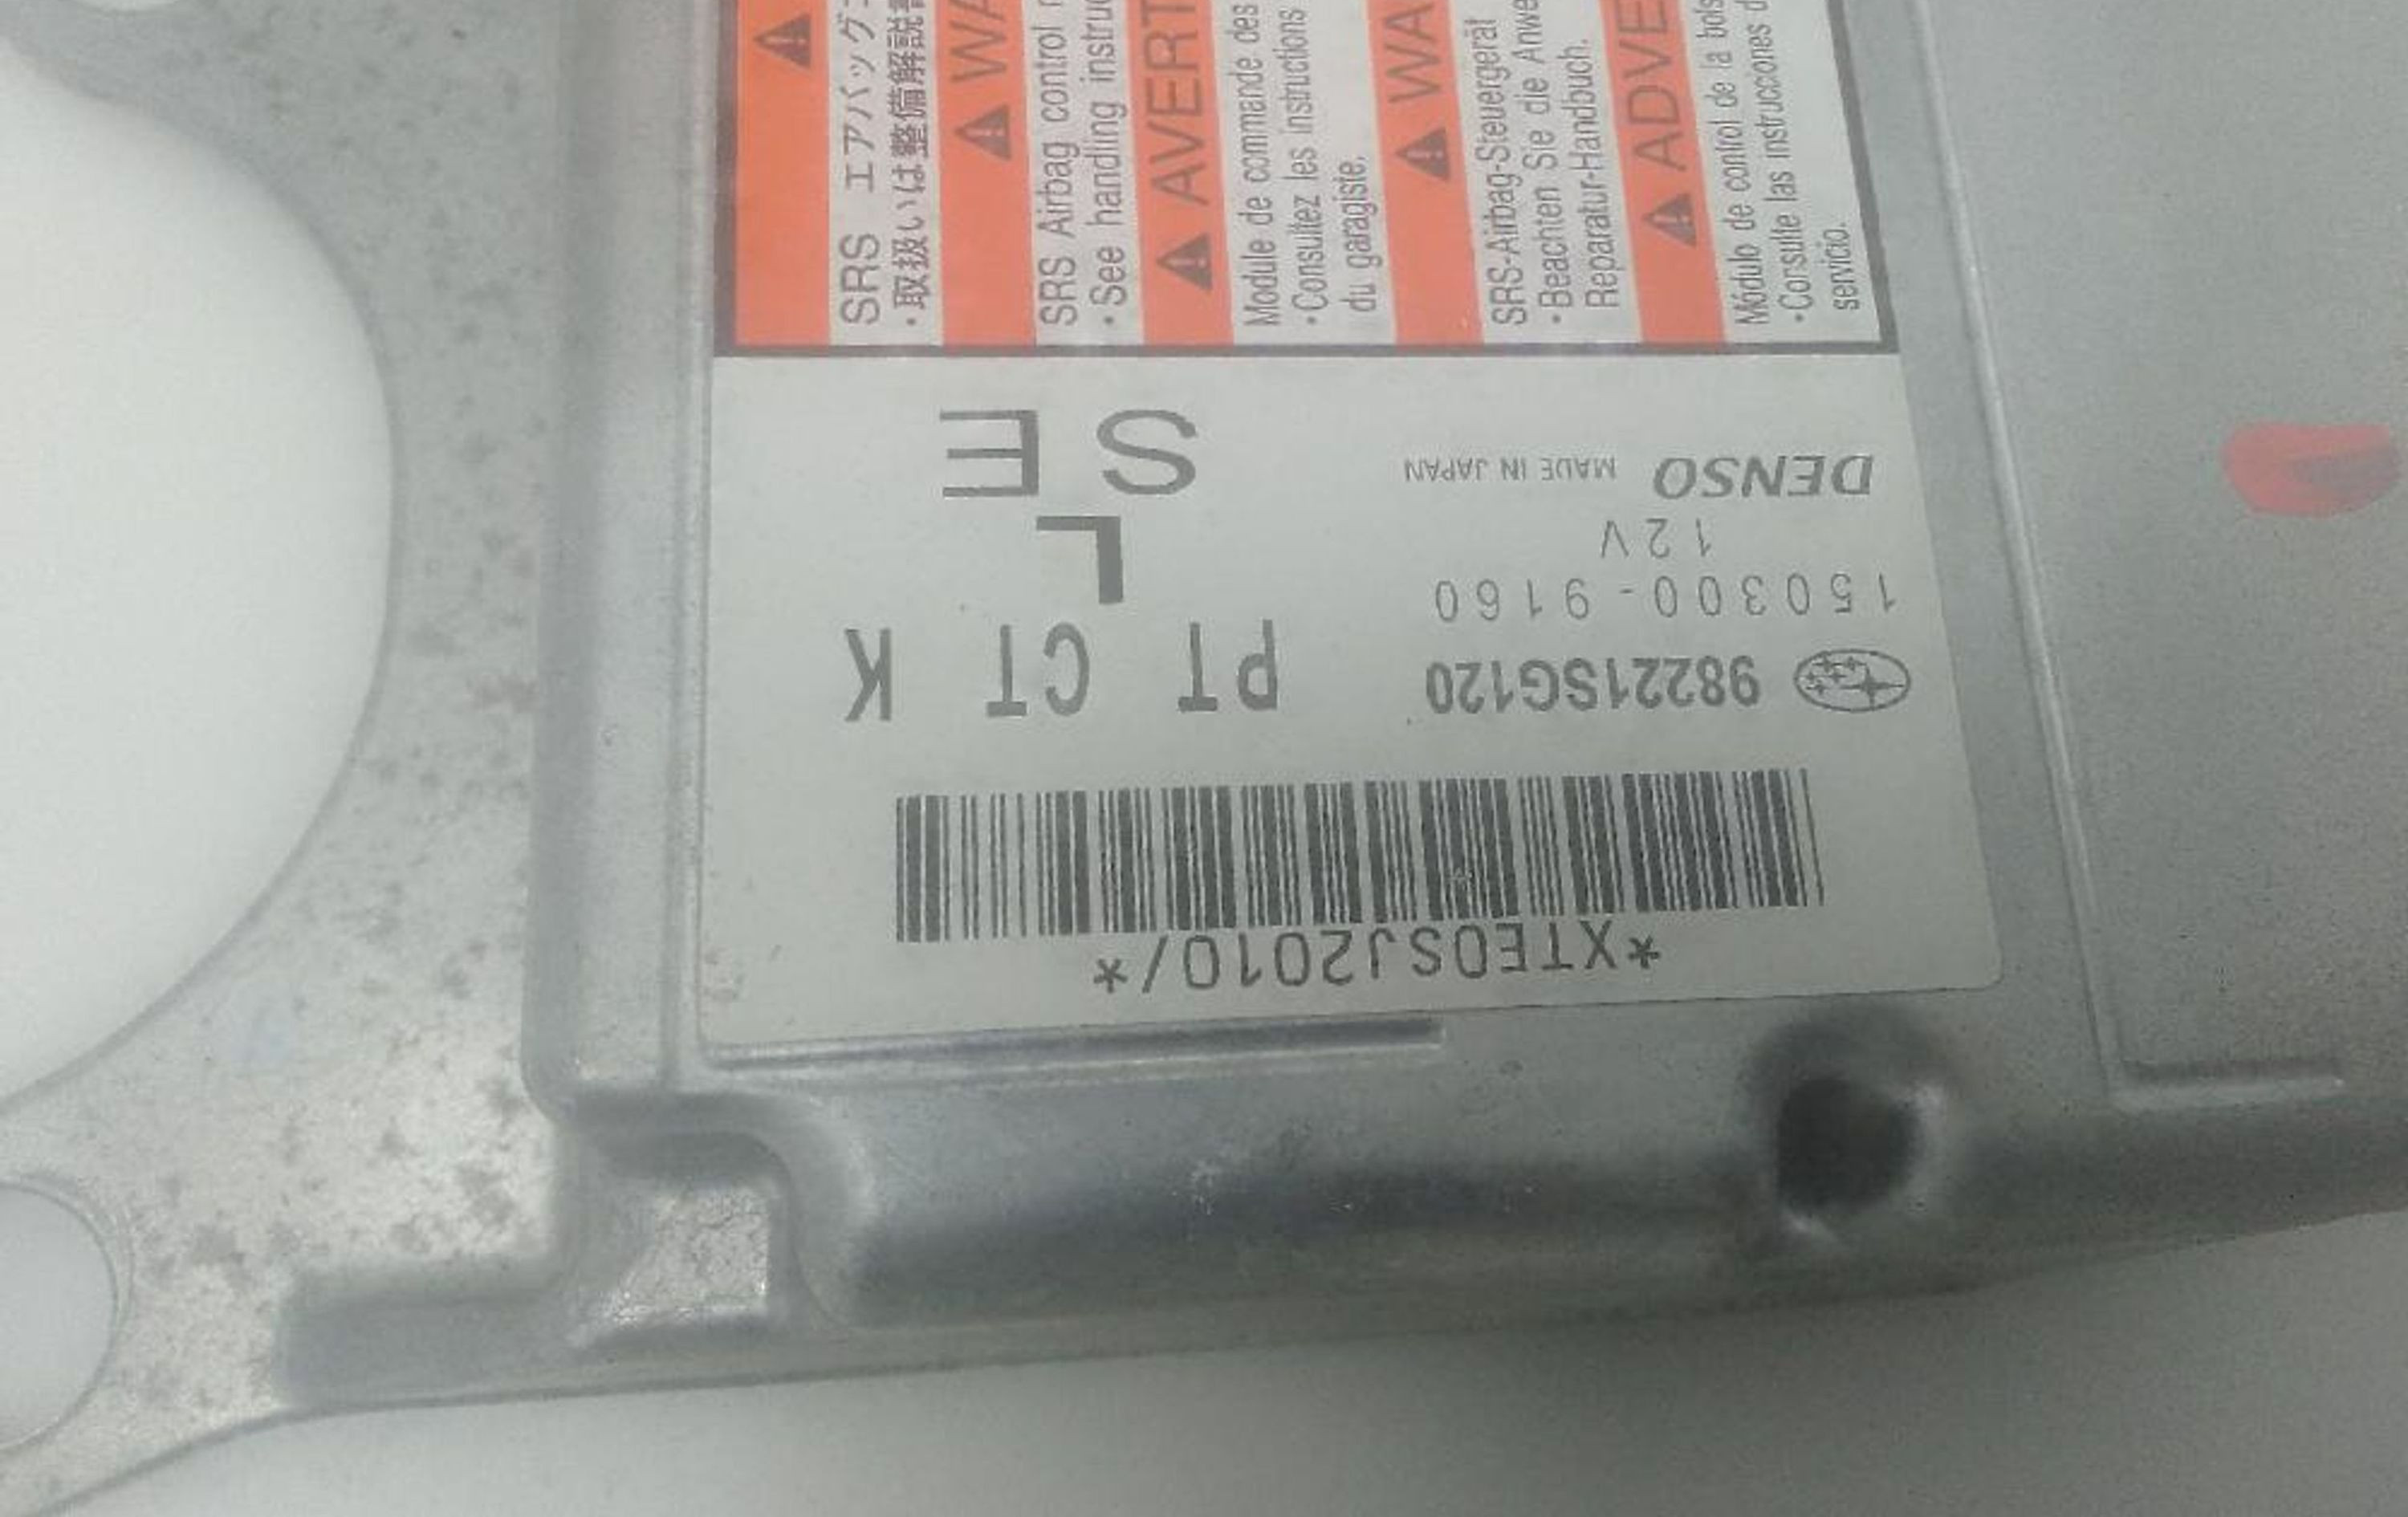 *XTE0SJ2010/*
98221SG120 PT CT K
150300-9160
L
12V
DENSO MADE IN JAPAN
S E
SRS エアバッグ
・取扱いは整備解説書
WA
SRS Airbag control
・See handling instruc
AVERT
Module de commande des
・Consultez les instructions
du garagiste.
WA
SRS-Airbag-Steuergerät
・Beachten Sie die Anwe
Reparatur-Handbuch.
ADVE
Módulo de control de la bols
・Consulte las instrucciones d
servicio.